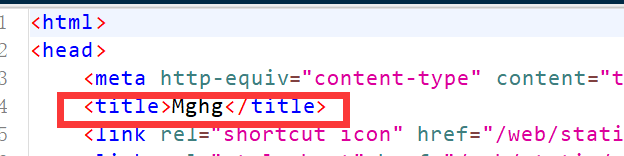 1 <html>
2 <head>
3 <meta http-equiv="content-type" content="t
4 <title>Mghg</title>
5 <link rel="shortcut icon" href="/web/stati